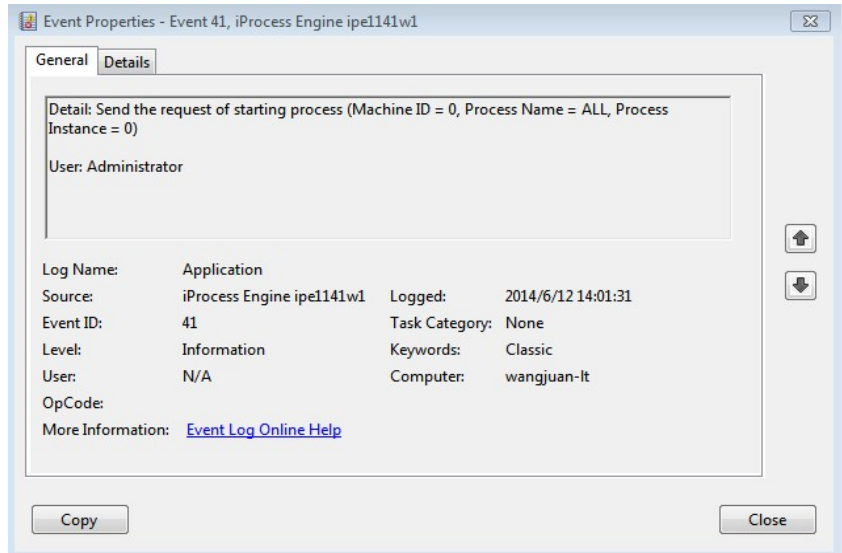 Event Properties - Event 41, iProcess Engine ipe1141w1
General Details
Detail: Send the request of starting process (Machine ID = 0, Process Name = ALL, Process
Instance = 0)
User: Administrator
Log Name: Application
Source: iProcess Engine ipe1141w1 Logged: 2014/6/12 14:01:31
Event ID: 41 Task Category: None
Level: Information Keywords: Classic
User: N/A Computer: wangjuan-lt
OpCode:
More Information: Event Log Online Help
Copy Close